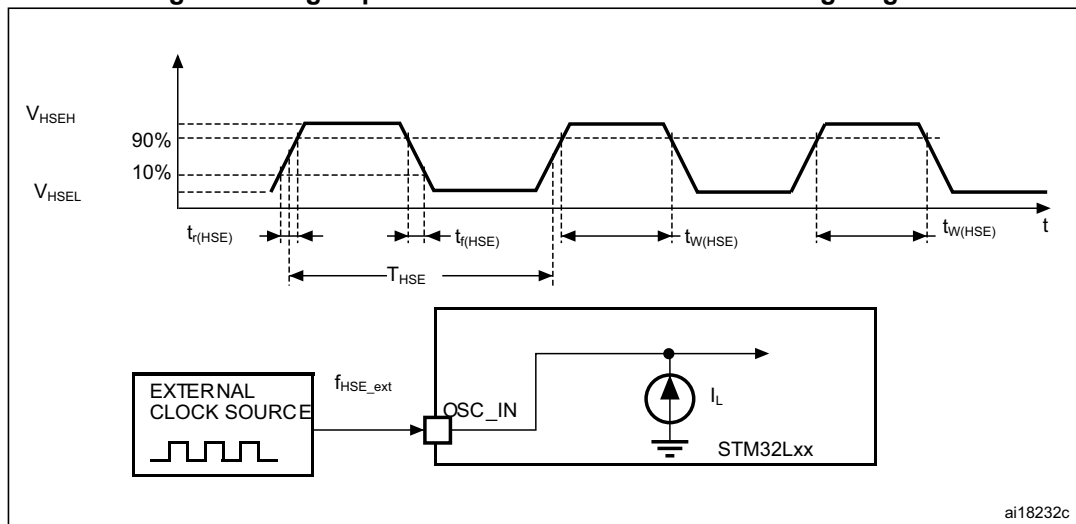 V_HSEH
90%
10%
V_HSEL
t_r(HSE)
t_f(HSE)
t_W(HSE)
t_W(HSE)
t
T_HSE
EXTERNAL
CLOCK SOURCE
f_HSE_ext
OSC_IN
I_L
STM32Lxx
ai18232c